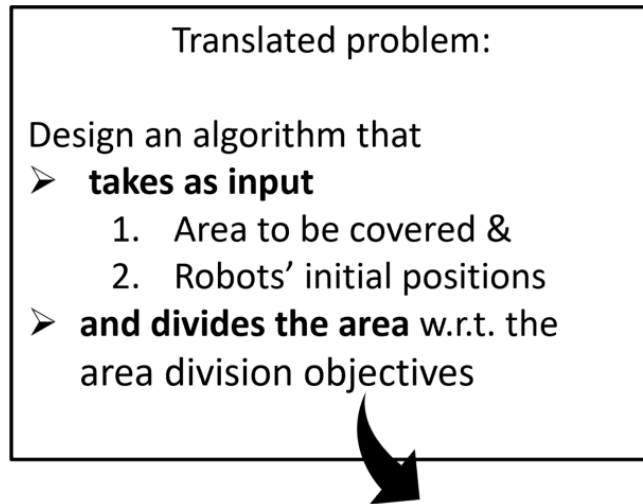 Translated problem:
Design an algorithm that
➢ takes as input
1. Area to be covered &
2. Robots' initial positions
➢ and divides the area w.r.t. the
area division objectives